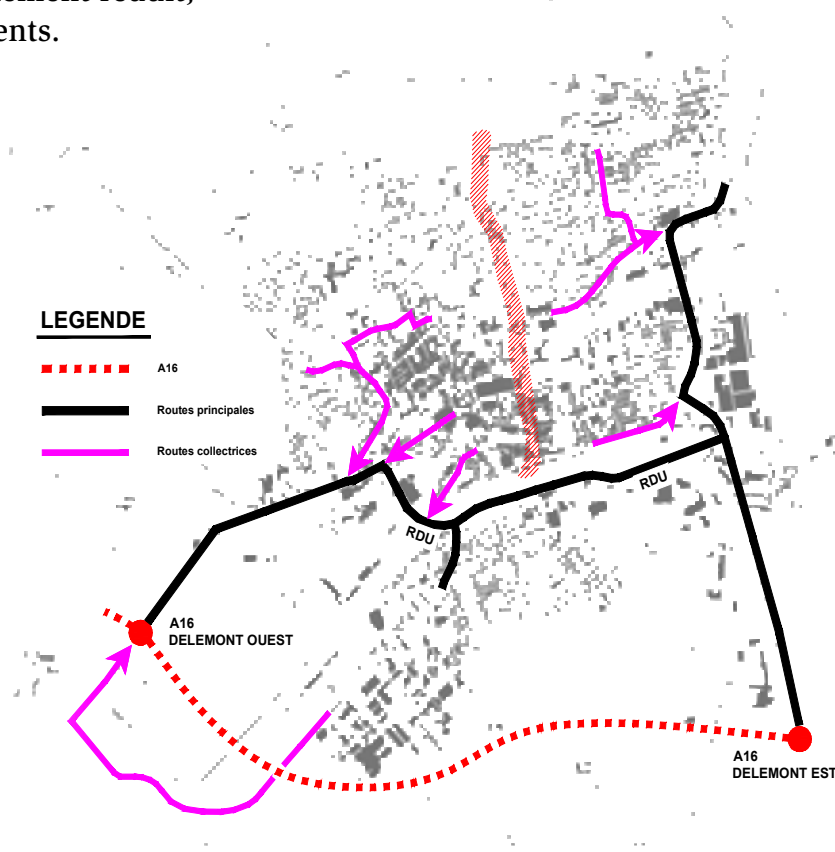 ents.
LEGENDE
A16
Routes principales
Routes collectrices
RDU
RDU
A16
DELEMONT OUEST
A16
DELEMONT EST